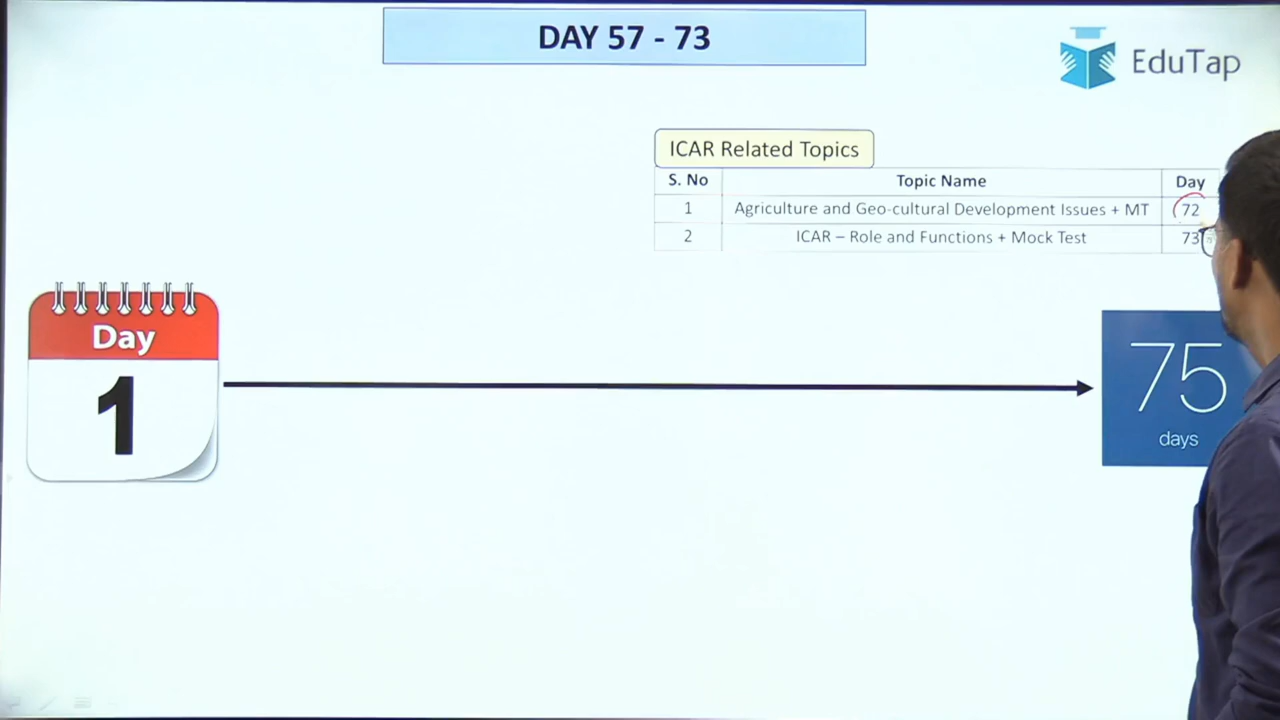 DAY 57 - 73
EduTap
ICAR Related Topics
S. No Topic Name Day
1 Agriculture and Geo-cultural Development Issues + MT 72
2 ICAR – Role and Functions + Mock Test 73
Day
1
75
days